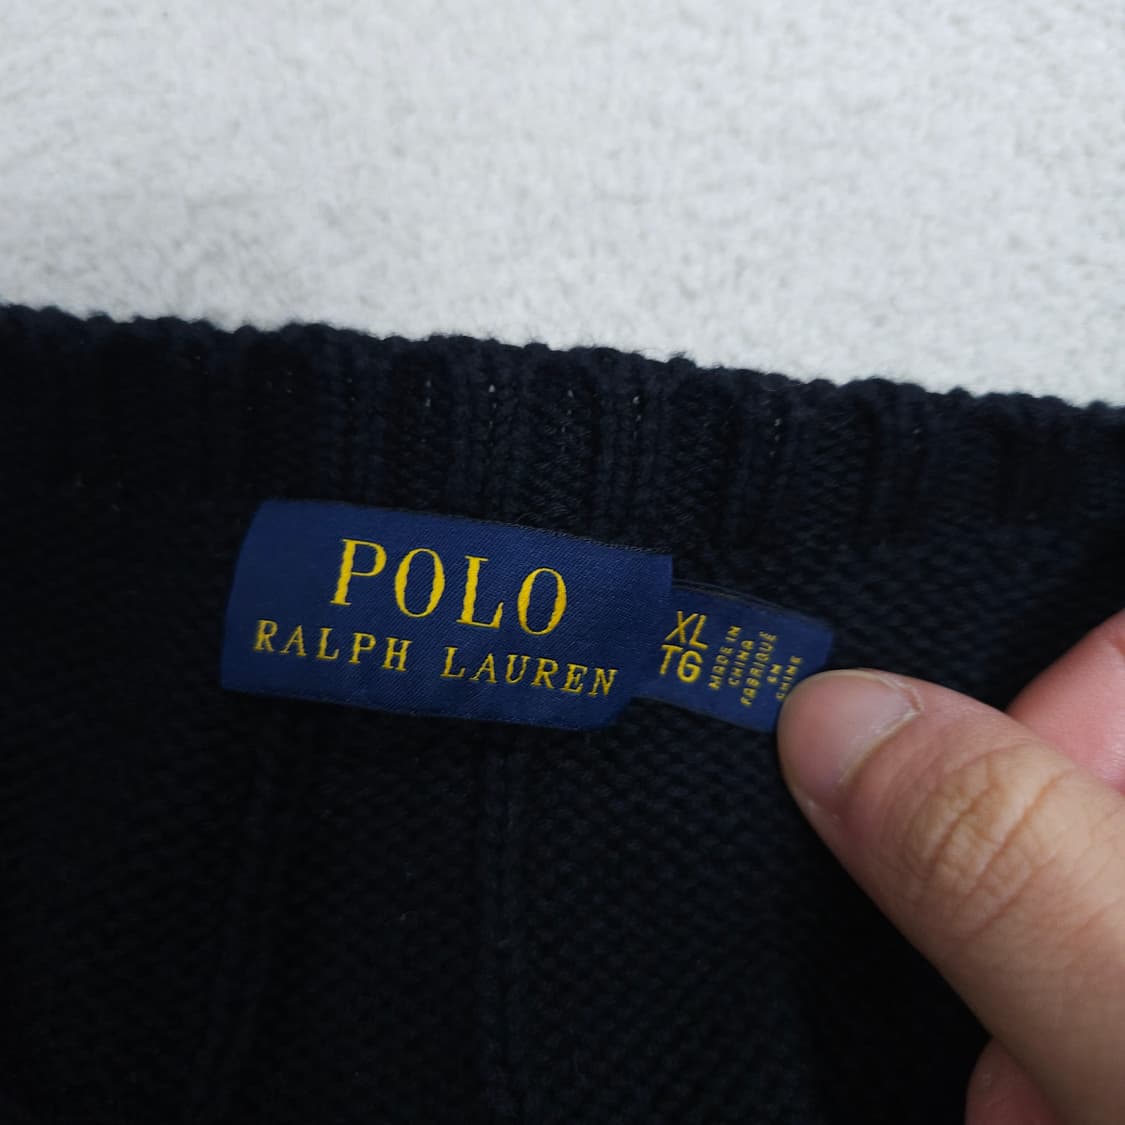 POLO
RALPH LAUREN
XL
TG
MADE IN
CHINA
FABRIQUÉ
EN
CHINE